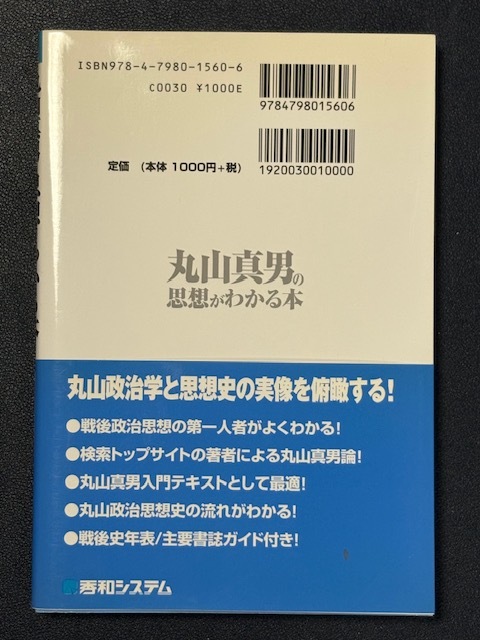 ISBN978-4-7980-1560-6
C0030 ¥1000E
9784798015606
定価 (本体 1000円+税)
1920030010000
丸山真男の
思想がわかる本
丸山政治学と思想史の実像を俯瞰する!
●戦後政治思想の第一人者がよくわかる!
●検索トップサイトの著者による丸山真男論!
●丸山真男入門テキストとして最適!
●丸山政治思想史の流れがわかる!
●戦後史年表/主要書誌ガイド付き!
秀和システム